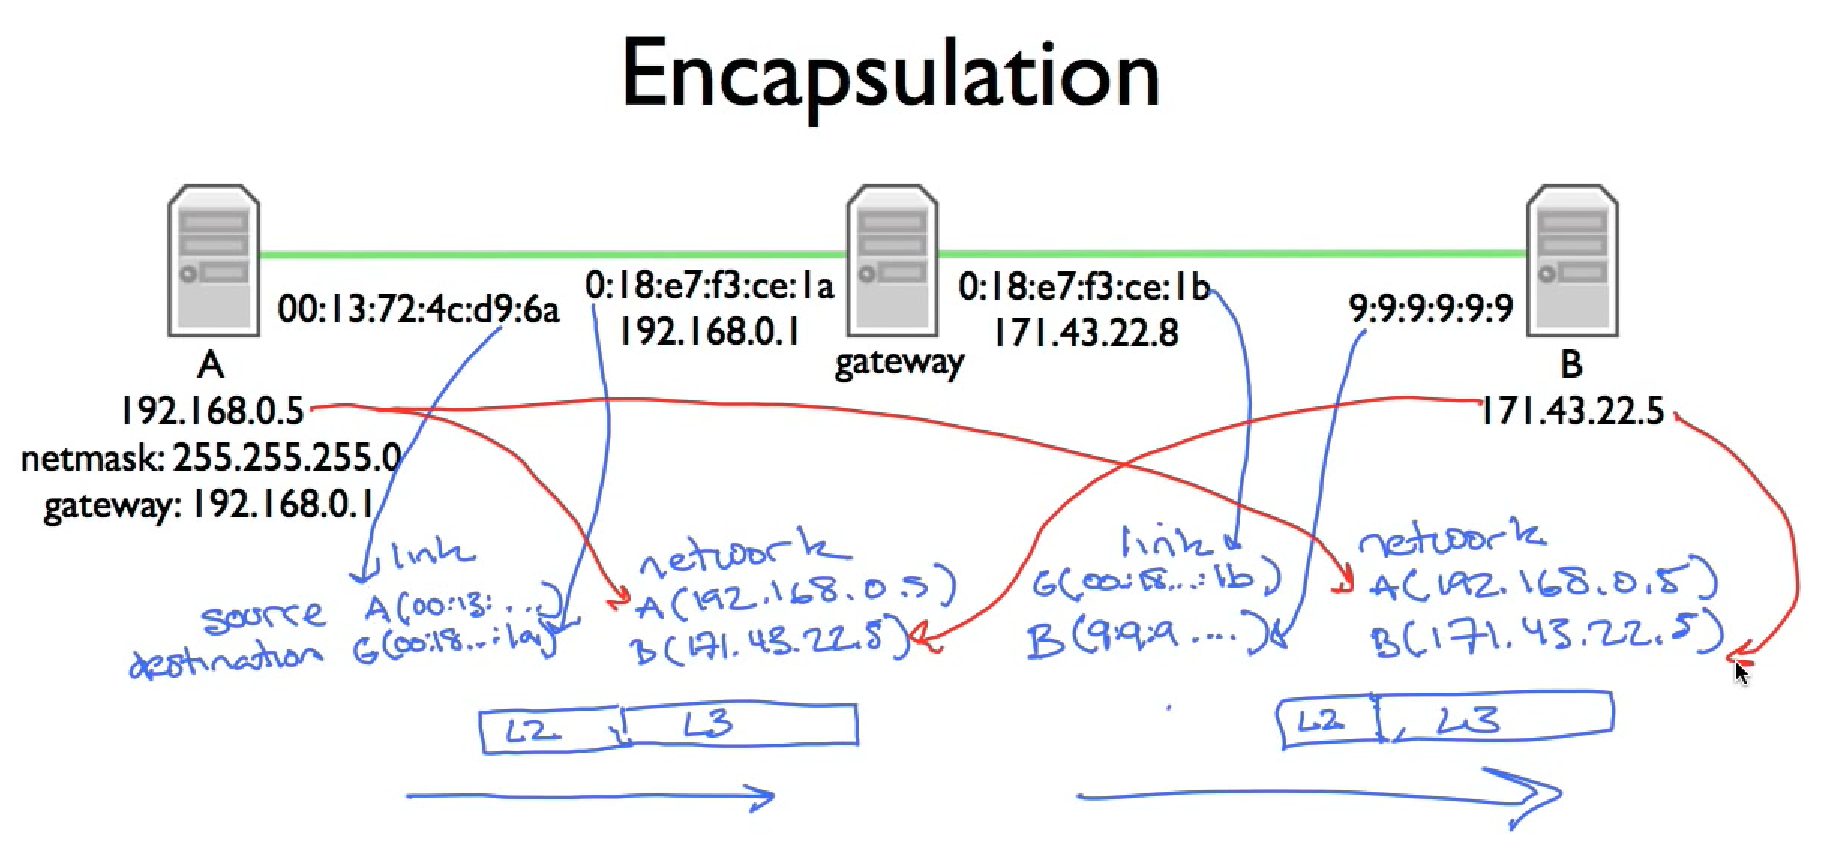 Encapsulation
00:13:72:4c:d9:6a
0:18:e7:f3:ce:1a
192.168.0.1
0:18:e7:f3:ce:1b
171.43.22.8
9:9:9:9:9:9
A
gateway
B
192.168.0.5
netmask: 255.255.255.0
gateway: 192.168.0.1
171.43.22.5
link
network
link
network
source A(00:13:...)
A(192.168.0.5)
G(00:18...:1b)
A(192.168.0.5)
destination G(00:18...:1a)
B(171.43.22.5)
B(9:9:9....)
B(171.43.22.5)
L2 L3
L2 L3